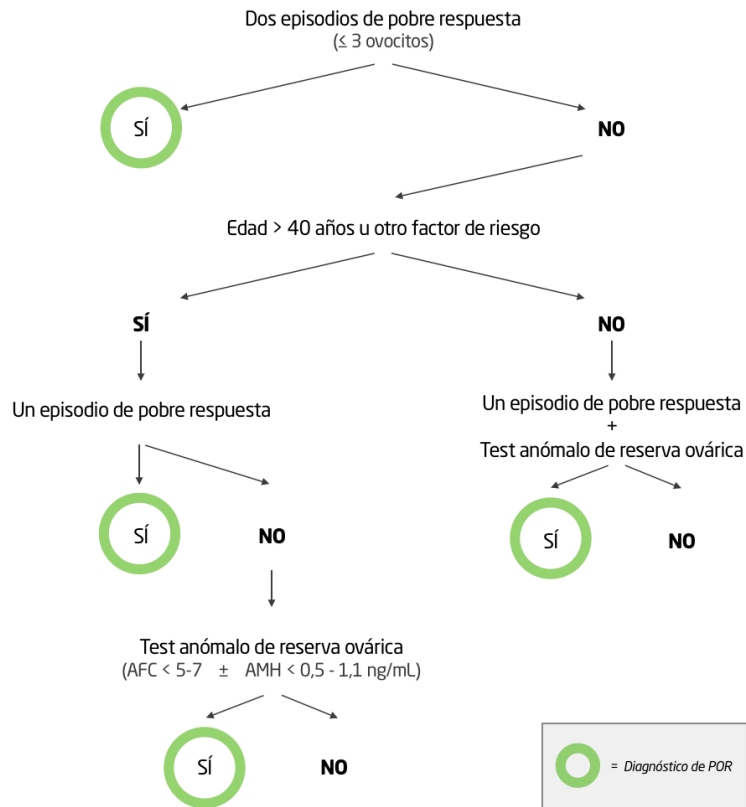 Dos episodios de pobre respuesta
(≤ 3 ovocitos)
SÍ
NO
Edad > 40 años u otro factor de riesgo
SÍ
NO
Un episodio de pobre respuesta
Un episodio de pobre respuesta
+
Test anómalo de reserva ovárica
SÍ
NO
SÍ
NO
Test anómalo de reserva ovárica
(AFC < 5-7 ± AMH < 0,5 - 1,1 ng/mL)
SÍ
NO
= Diagnóstico de POR